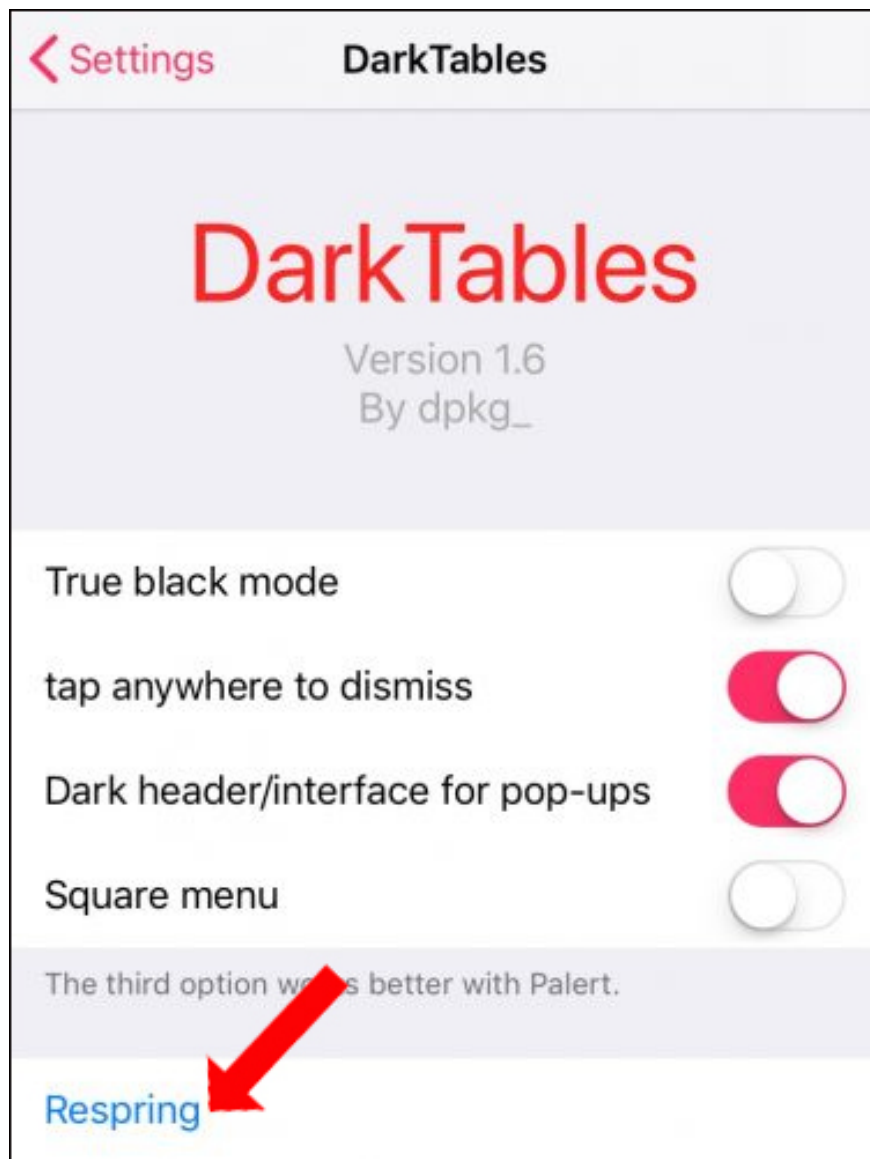 Settings
DarkTables
DarkTables
Version 1.6
By dpkg_
True black mode
tap anywhere to dismiss
Dark header/interface for pop-ups
Square menu
The third option better with Palert.
Respring